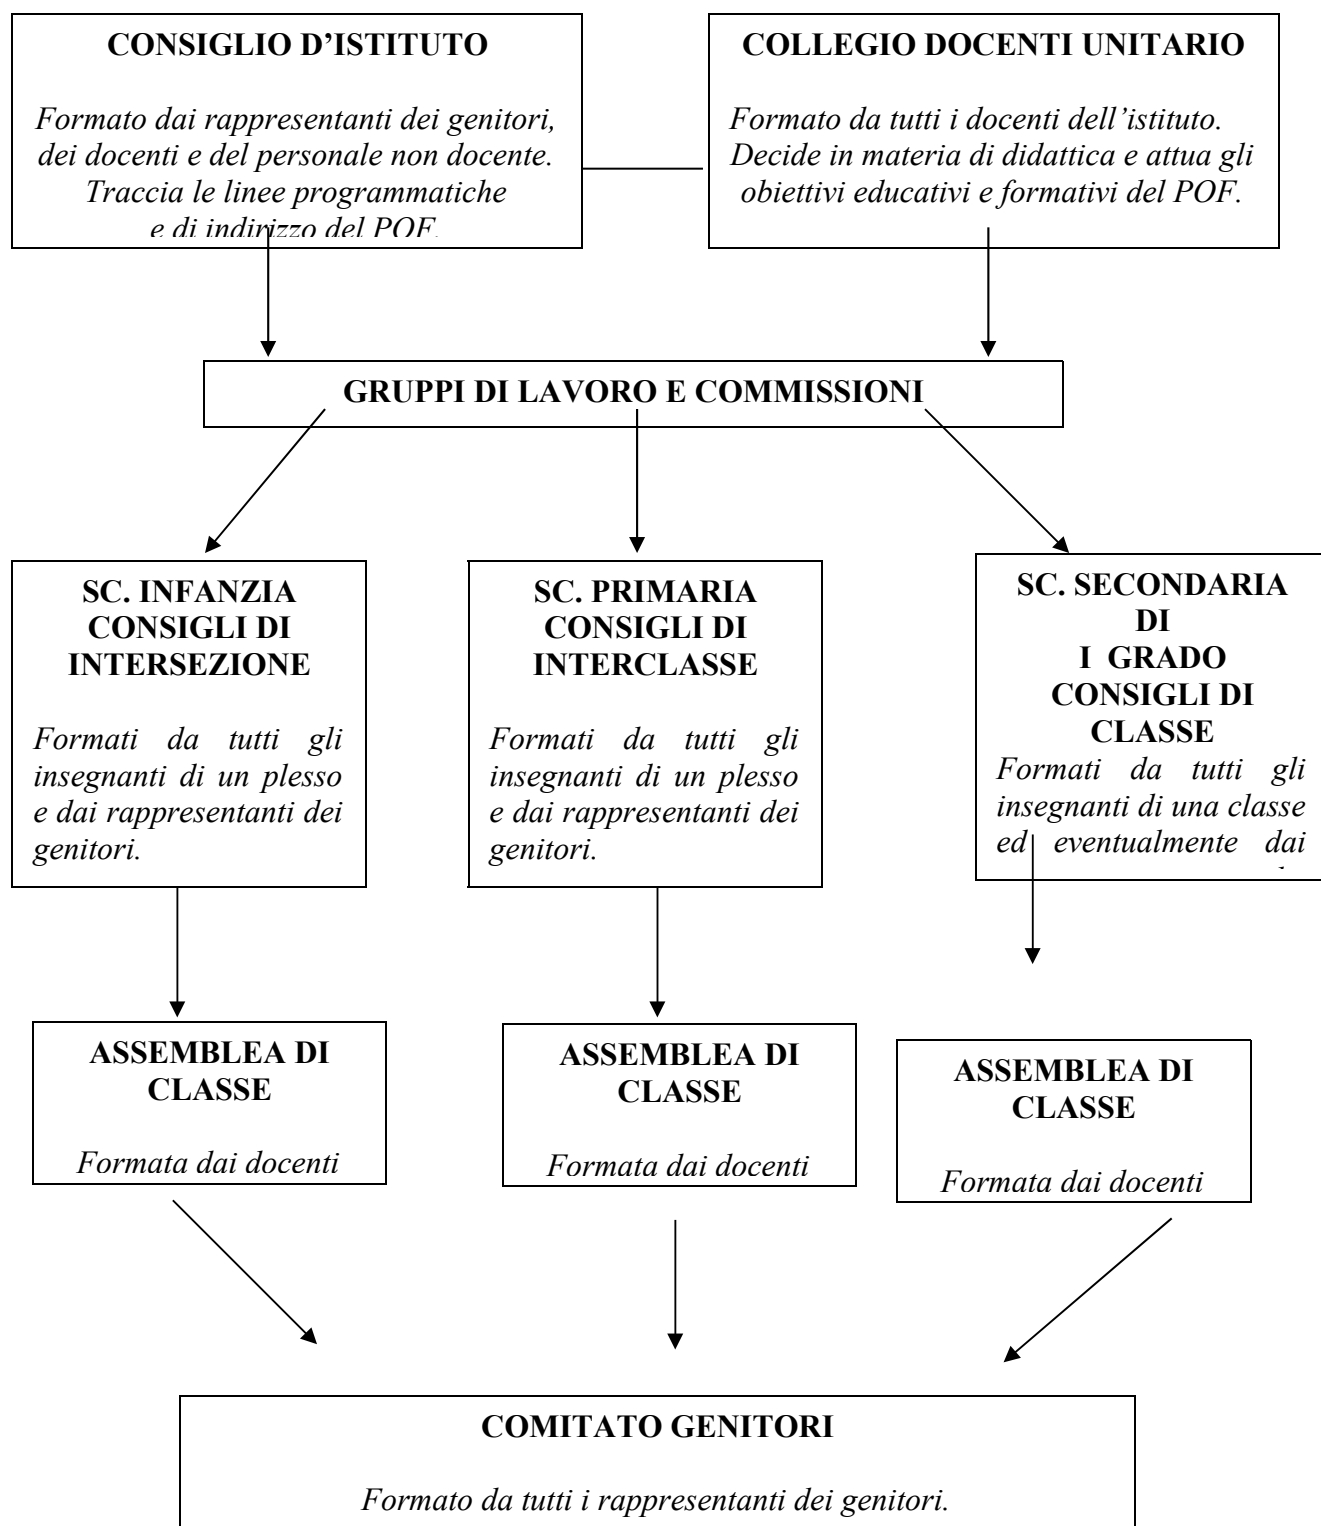 CONSIGLIO D’ISTITUTO
Formato dai rappresentanti dei genitori,
dei docenti e del personale non docente.
Traccia le linee programmatiche
e di indirizzo del POF.
COLLEGIO DOCENTI UNITARIO
Formato da tutti i docenti dell’istituto.
Decide in materia di didattica e attua gli
obiettivi educativi e formativi del POF.
GRUPPI DI LAVORO E COMMISSIONI
SC. INFANZIA
CONSIGLI DI
INTERSEZIONE
Formati da tutti gli
insegnanti di un plesso
e dai rappresentanti dei
genitori.
SC. PRIMARIA
CONSIGLI DI
INTERCLASSE
Formati da tutti gli
insegnanti di un plesso
e dai rappresentanti dei
genitori.
SC. SECONDARIA
DI
I GRADO
CONSIGLI DI
CLASSE
Formati da tutti gli
insegnanti di una classe
ed eventualmente dai
ASSEMBLEA DI
CLASSE
Formata dai docenti
ASSEMBLEA DI
CLASSE
Formata dai docenti
ASSEMBLEA DI
CLASSE
Formata dai docenti
COMITATO GENITORI
Formato da tutti i rappresentanti dei genitori.